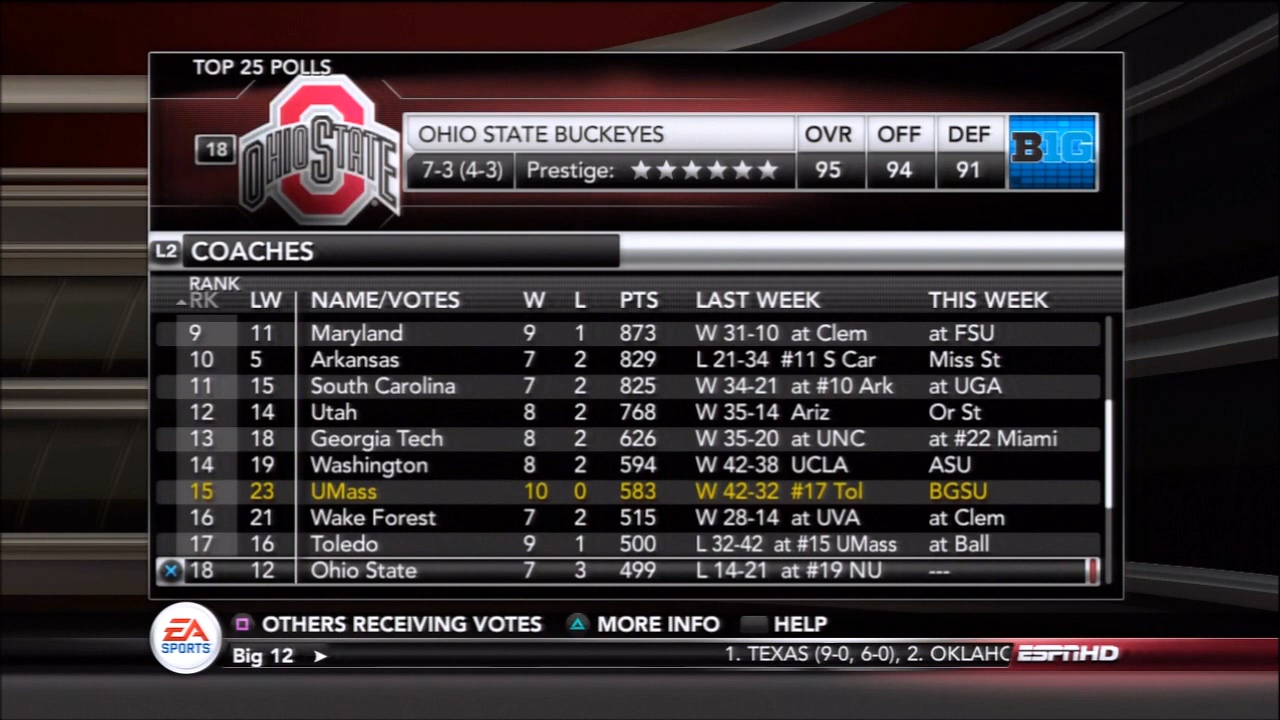 TOP 25 POLLS
18
OHIO STATE
OHIO STATE BUCKEYES OVR OFF DEF BIG
7-3 (4-3) Prestige: ★★★★★★ 95 94 91
L2 COACHES
RANK
RK LW NAME/VOTES W L PTS LAST WEEK THIS WEEK
9 11 Maryland 9 1 873 W 31-10 at Clem at FSU
10 5 Arkansas 7 2 829 L 21-34 #11 S Car Miss St
11 15 South Carolina 7 2 825 W 34-21 at #10 Ark at UGA
12 14 Utah 8 2 768 W 35-14 Ariz Or St
13 18 Georgia Tech 8 2 626 W 35-20 at UNC at #22 Miami
14 19 Washington 8 2 594 W 42-38 UCLA ASU
15 23 UMass 10 0 583 W 42-32 #17 Tol BGSU
16 21 Wake Forest 7 2 515 W 28-14 at UVA at Clem
17 16 Toledo 9 1 500 L 32-42 at #15 UMass at Ball
18 12 Ohio State 7 3 499 L 14-21 at #19 NU ---
OTHERS RECEIVING VOTES MORE INFO HELP
EA SPORTS
Big 12 1. TEXAS (9-0, 6-0), 2. OKLAHO ESPNHD